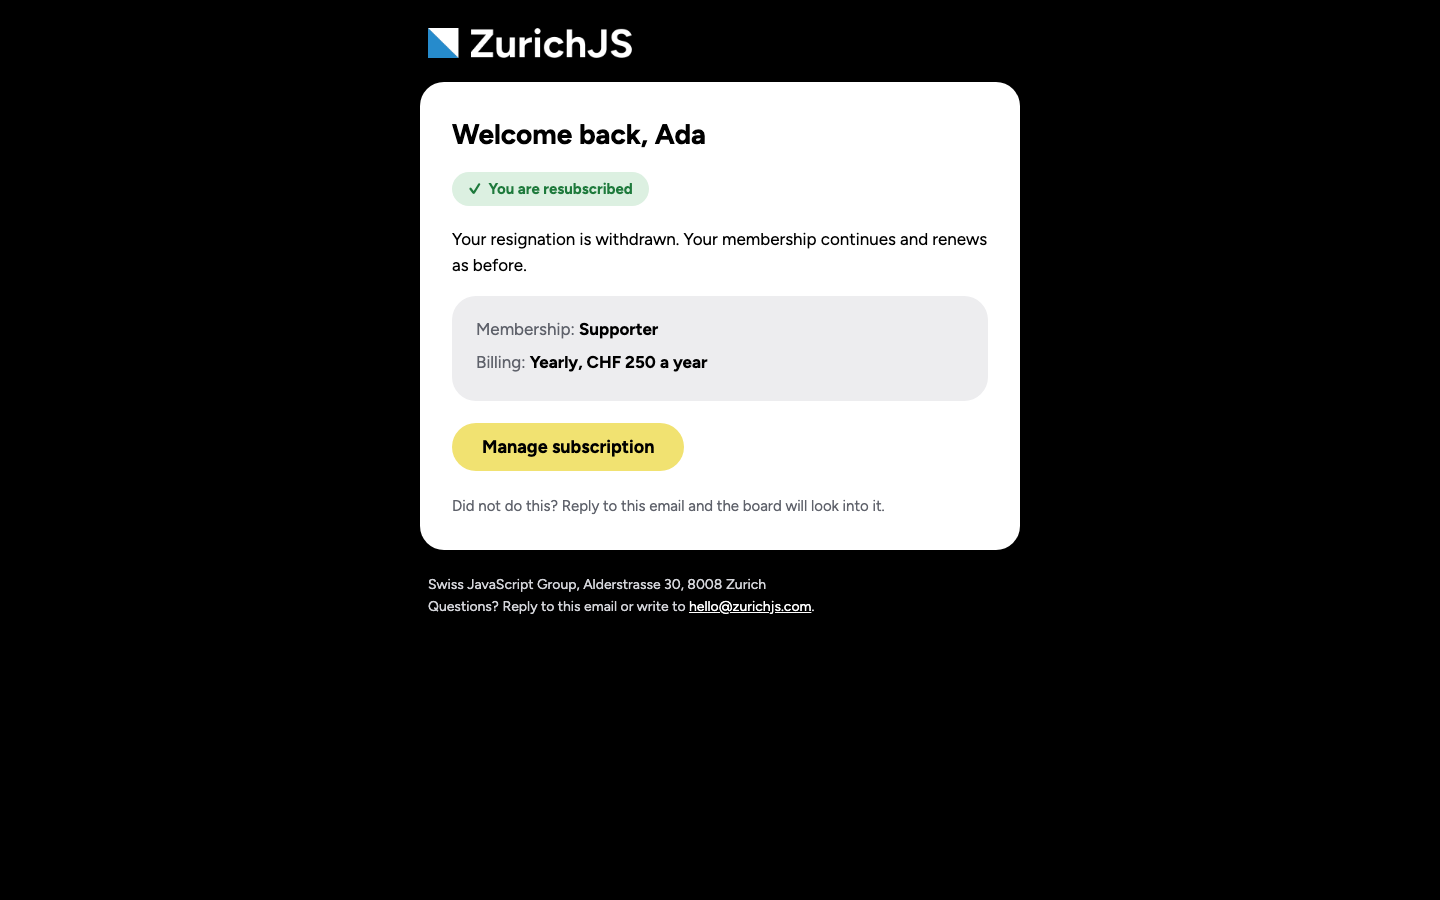 ZurichJS
Welcome back, Ada
✓ You are resubscribed
Your resignation is withdrawn. Your membership continues and renews
as before.
Membership: Supporter
Billing: Yearly, CHF 250 a year
Manage subscription
Did not do this? Reply to this email and the board will look into it.
Swiss JavaScript Group, Alderstrasse 30, 8008 Zurich
Questions? Reply to this email or write to hello@zurichjs.com.